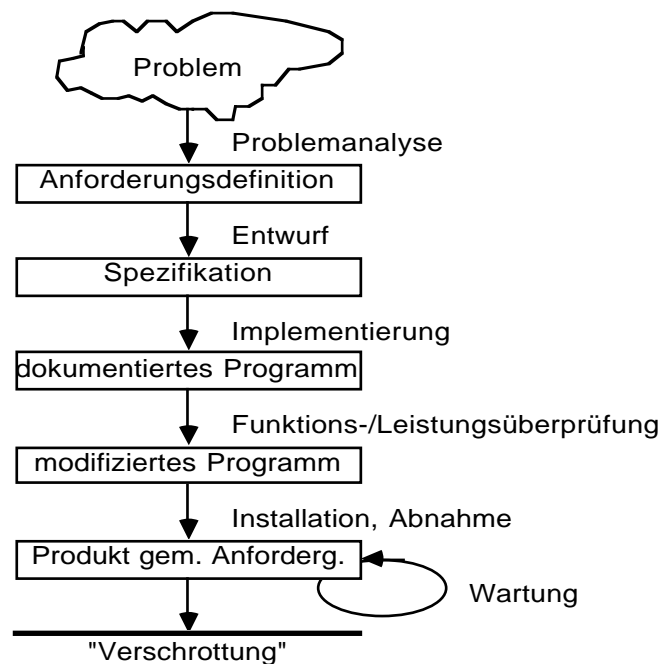 Problem
Problemanalyse
Anforderungsdefinition
Entwurf
Spezifikation
Implementierung
dokumentiertes Programm
Funktions-/Leistungsüberprüfung
modifiziertes Programm
Installation, Abnahme
Produkt gem. Anforderg.
Wartung
"Verschrottung"